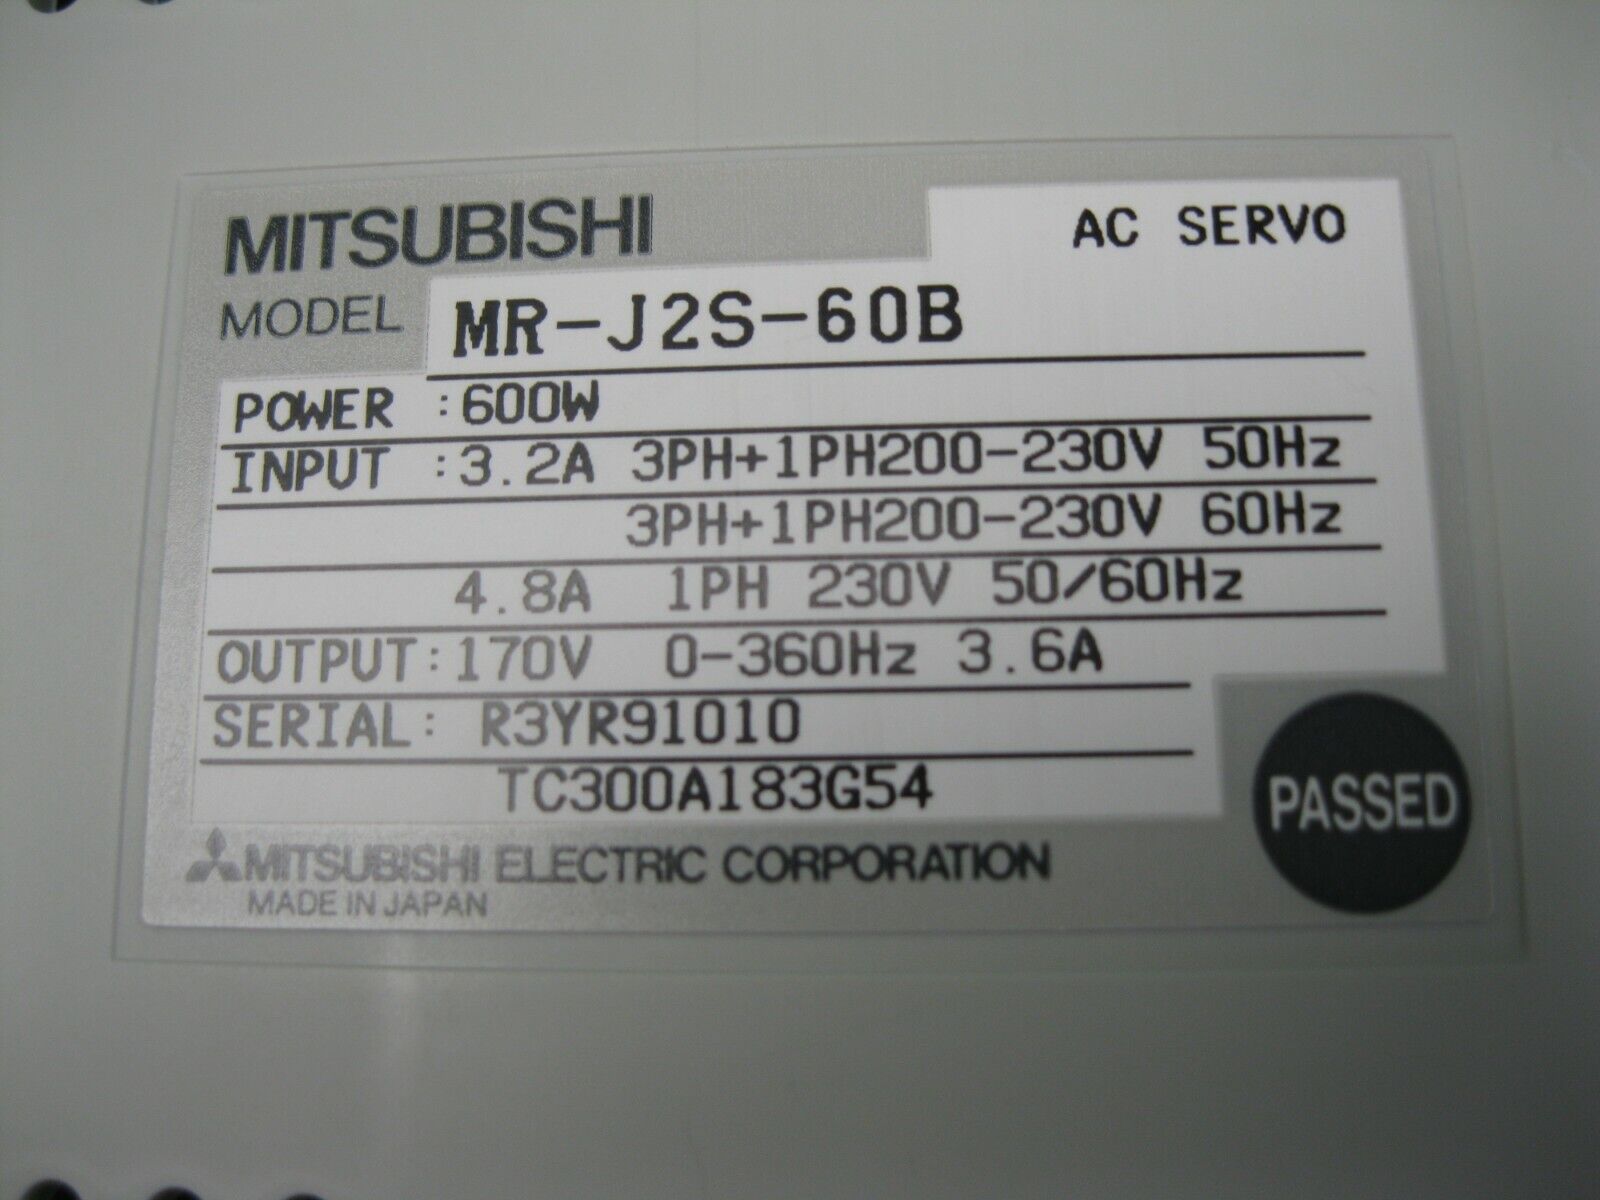 MITSUBISHI AC SERVO
MODEL MR-J2S-60B
POWER :600W
INPUT :3.2A 3PH+1PH200-230V 50Hz
3PH+1PH200-230V 60Hz
4.8A 1PH 230V 50/60Hz
OUTPUT:170V 0-360Hz 3.6A
SERIAL: R3YR91010
TC300A183G54
PASSED
MITSUBISHI ELECTRIC CORPORATION
MADE IN JAPAN